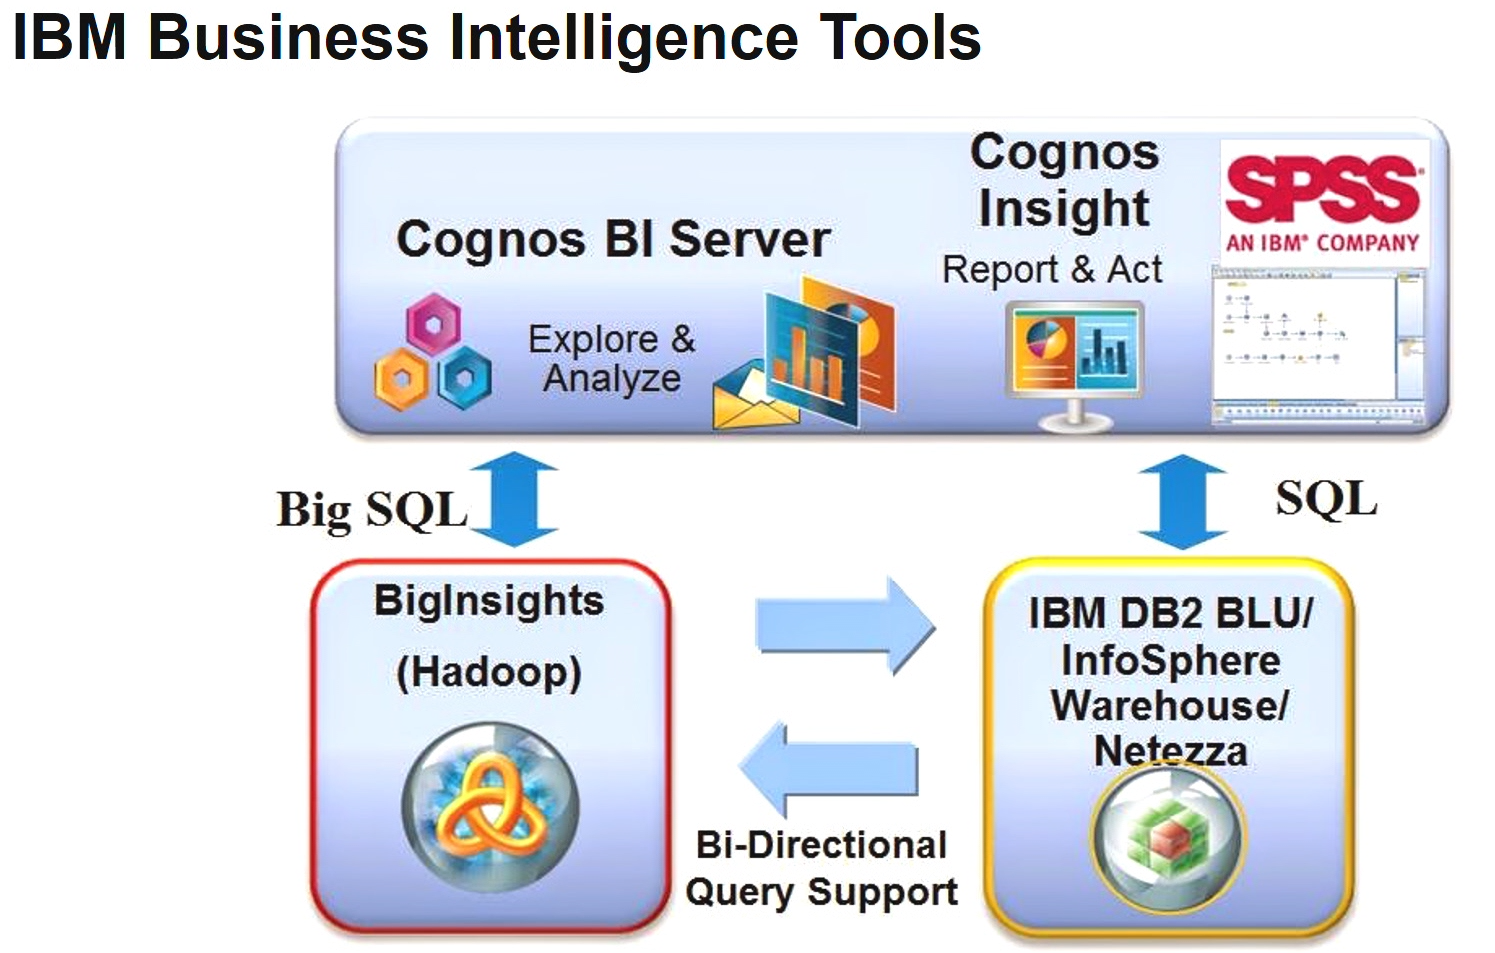 IBM Business Intelligence Tools
Cognos BI Server
Explore &
Analyze
Cognos
Insight
Report & Act
SPSS
AN IBM® COMPANY
Big SQL
SQL
BigInsights
(Hadoop)
IBM DB2 BLU/
InfoSphere
Warehouse/
Netezza
Bi-Directional
Query Support